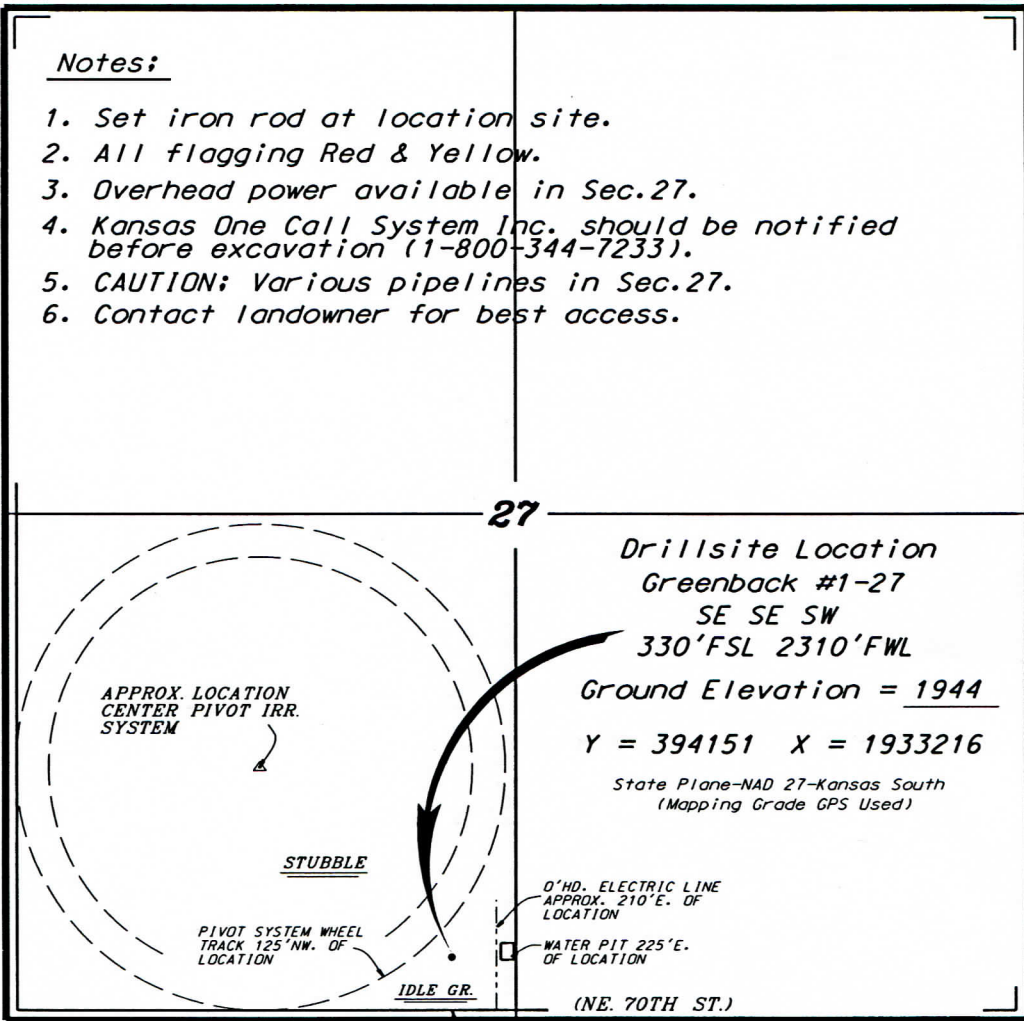 Notes:
1. Set iron rod at location site.
2. All flagging Red & Yellow.
3. Overhead power available in Sec.27.
4. Kansas One Call System Inc. should be notified
before excavation (1-800-344-7233).
5. CAUTION: Various pipelines in Sec.27.
6. Contact landowner for best access.
27
Drillsite Location
Greenback #1-27
SE SE SW
330'FSL 2310'FWL
Ground Elevation = 1944
Y = 394151 X = 1933216
State Plane-NAD 27-Kansas South
(Mapping Grade GPS Used)
APPROX. LOCATION
CENTER PIVOT IRR.
SYSTEM
STUBBLE
PIVOT SYSTEM WHEEL
TRACK 125'NW. OF
LOCATION
IDLE GR.
O'HD. ELECTRIC LINE
APPROX. 210'E. OF
LOCATION
WATER PIT 225'E.
OF LOCATION
(NE. 70TH ST.)